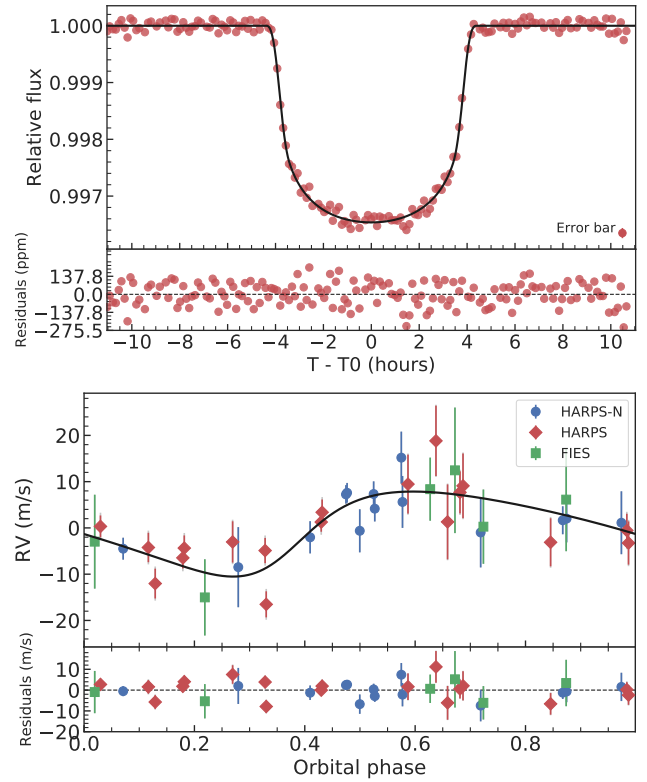 1.000
0.999
0.998
0.997
Relative flux
Error bar
137.8
0.0
−137.8
−275.5
Residuals (ppm)
−10 −8 −6 −4 −2 0 2 4 6 8 10
T - T0 (hours)
20
10
0
−10
−20
RV (m/s)
HARPS-N
HARPS
FIES
10
0
−10
−20
Residuals (m/s)
0.0 0.2 0.4 0.6 0.8
Orbital phase